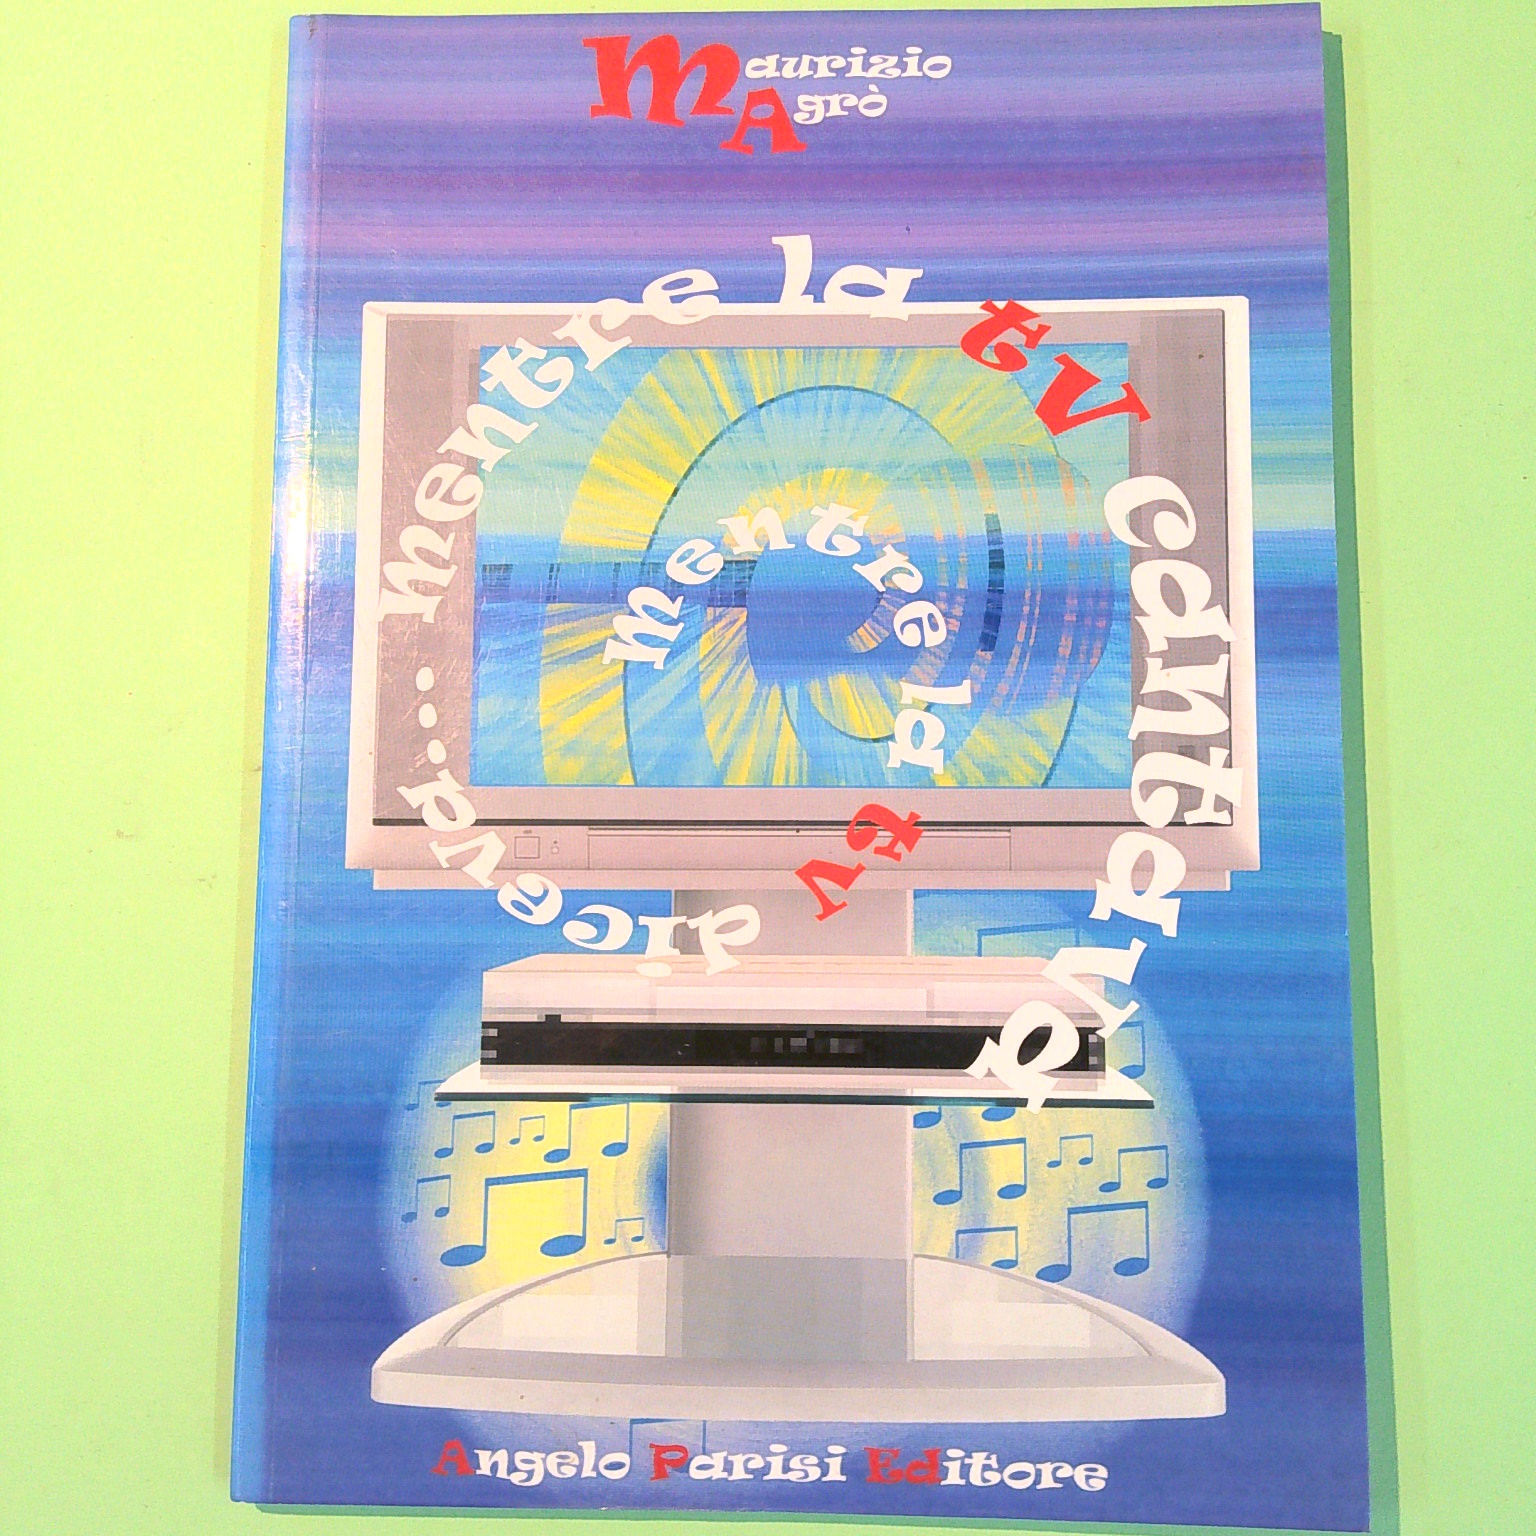 Maurizio
Agrò
mentre la tv
mentre la tv cantava
diceva...
Angelo Parisi Editore